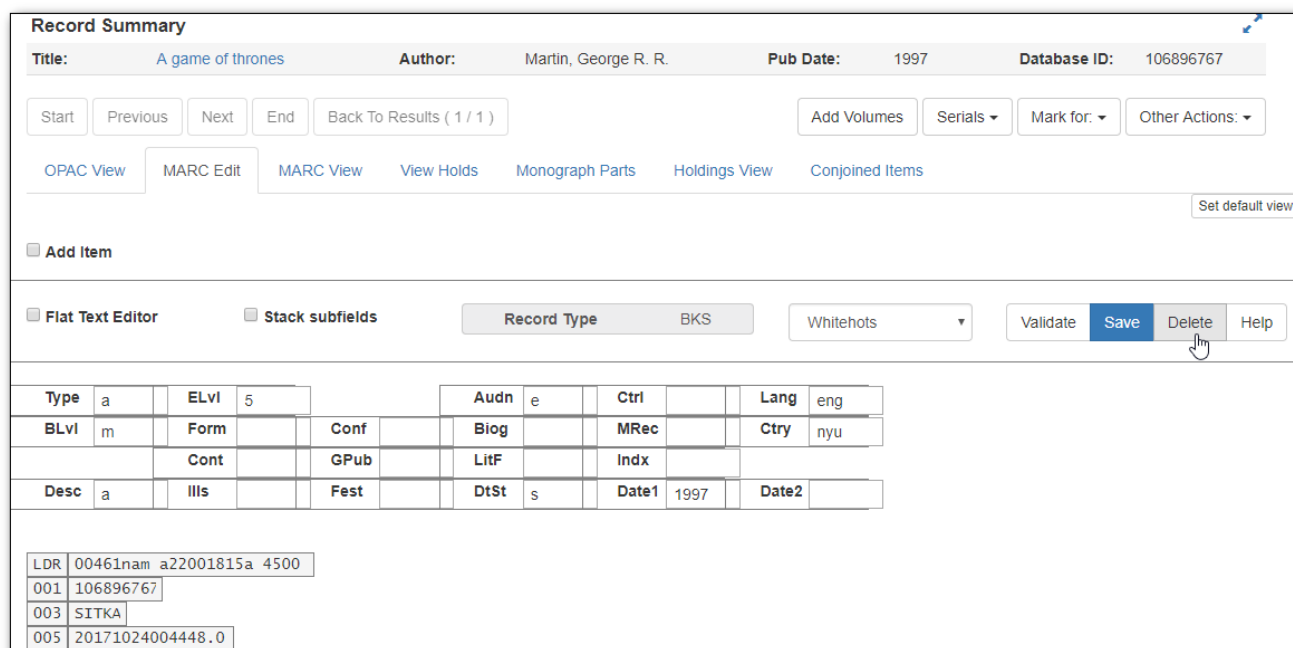 Record Summary
Title: A game of thrones Author: Martin, George R. R. Pub Date: 1997 Database ID: 106896767
Start Previous Next End Back To Results ( 1 / 1 ) Add Volumes Serials Mark for: Other Actions:
OPAC View MARC Edit MARC View View Holds Monograph Parts Holdings View Conjoined Items
Set default view
Add Item
Flat Text Editor Stack subfields Record Type BKS Whitehots Validate Save Delete Help
Type a ELvl 5 Audn e Ctrl Lang eng
BLvl m Form Conf Biog MRec Ctry nyu
Cont GPub LitF Indx
Desc a Ills Fest DtSt s Date1 1997 Date2
LDR 00461nam a22001815a 4500
001 106896767
003 SITKA
005 20171024004448.0